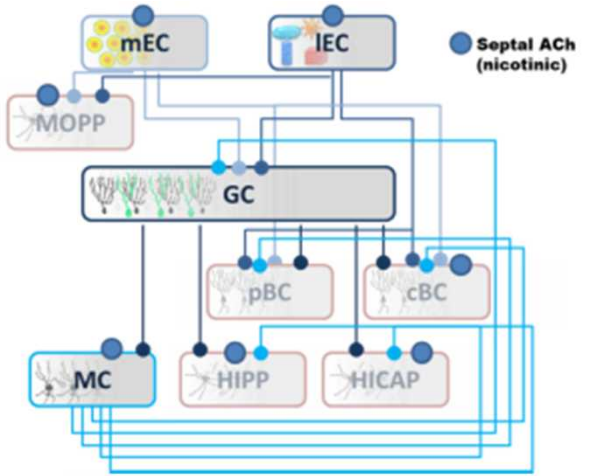 mEC
lEC
Septal ACh
(nicotinic)
MOPP
GC
pBC
cBC
MC
HIPP
HICAP